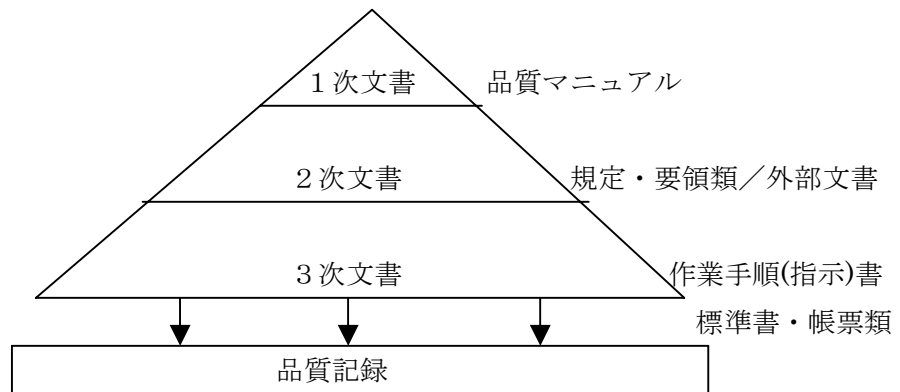 １次文書 品質マニュアル
２次文書 規定・要領類／外部文書
３次文書 作業手順(指示)書
標準書・帳票類
品質記録